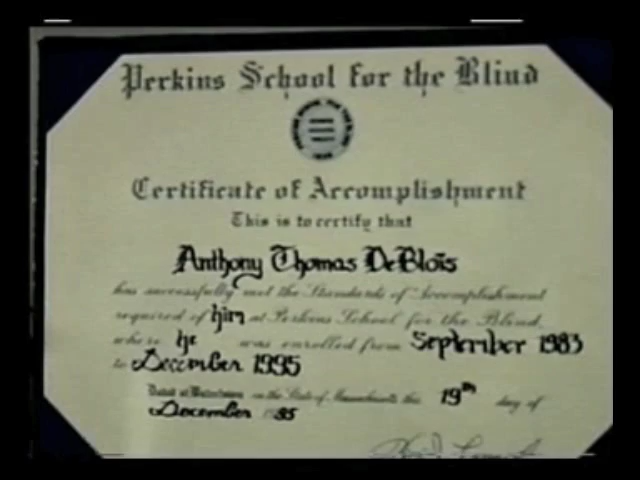 Perkins School for the Blind
Certificate of Accomplishment
This is to certify that
Anthony Thomas DeBlois
has successfully met the Standards of Accomplishment
required of him at Perkins School for the Blind
where he was enrolled from September 1983
to December 1995
Dated at Watertown in the State of Massachusetts this 19th day of
December